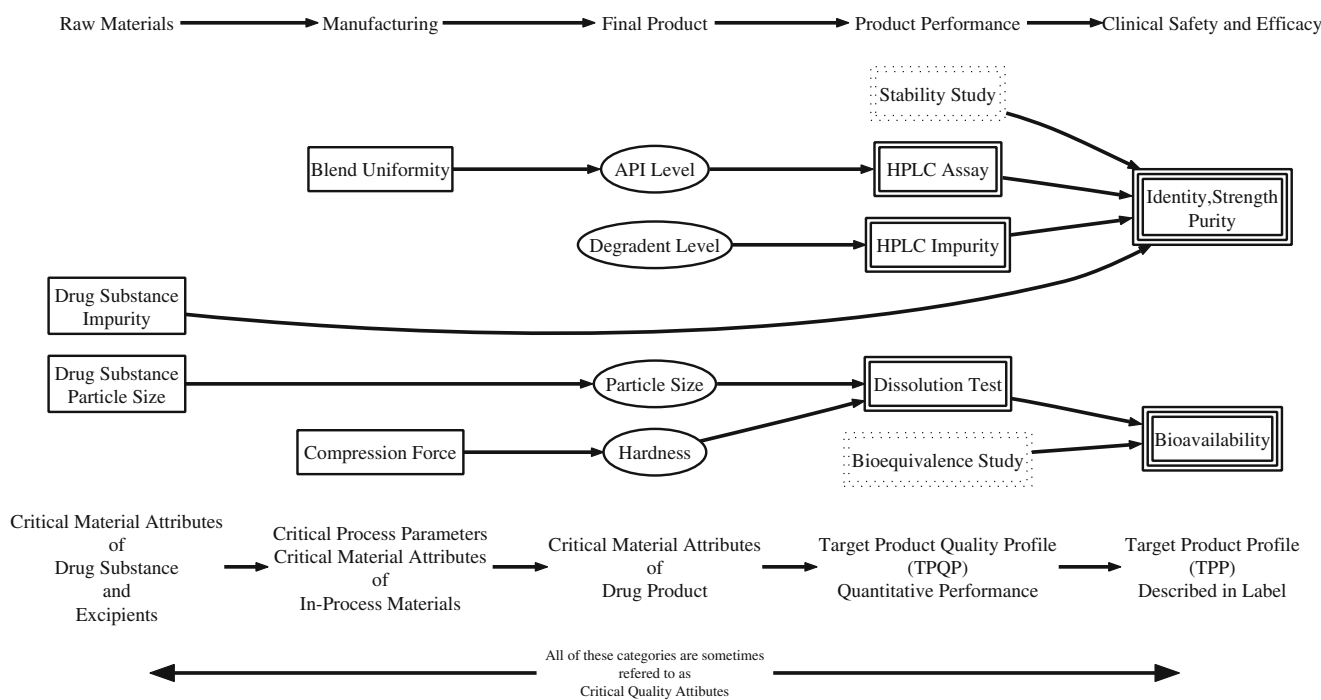 Raw Materials
Manufacturing
Final Product
Product Performance
Clinical Safety and Efficacy
Stability Study
Blend Uniformity
API Level
HPLC Assay
Identity,Strength
Purity
Degradent Level
HPLC Impurity
Drug Substance
Impurity
Drug Substance
Particle Size
Particle Size
Dissolution Test
Compression Force
Hardness
Bioequivalence Study
Bioavailability
Critical Material Attributes
of
Drug Substance
and
Excipients
Critical Process Parameters
Critical Material Attributes
of
In-Process Materials
Critical Material Attributes
of
Drug Product
Target Product Quality Profile
(TPQP)
Quantitative Performance
Target Product Profile
(TPP)
Described in Label
All of these categories are sometimes
refered to as
Critical Quality Attibutes